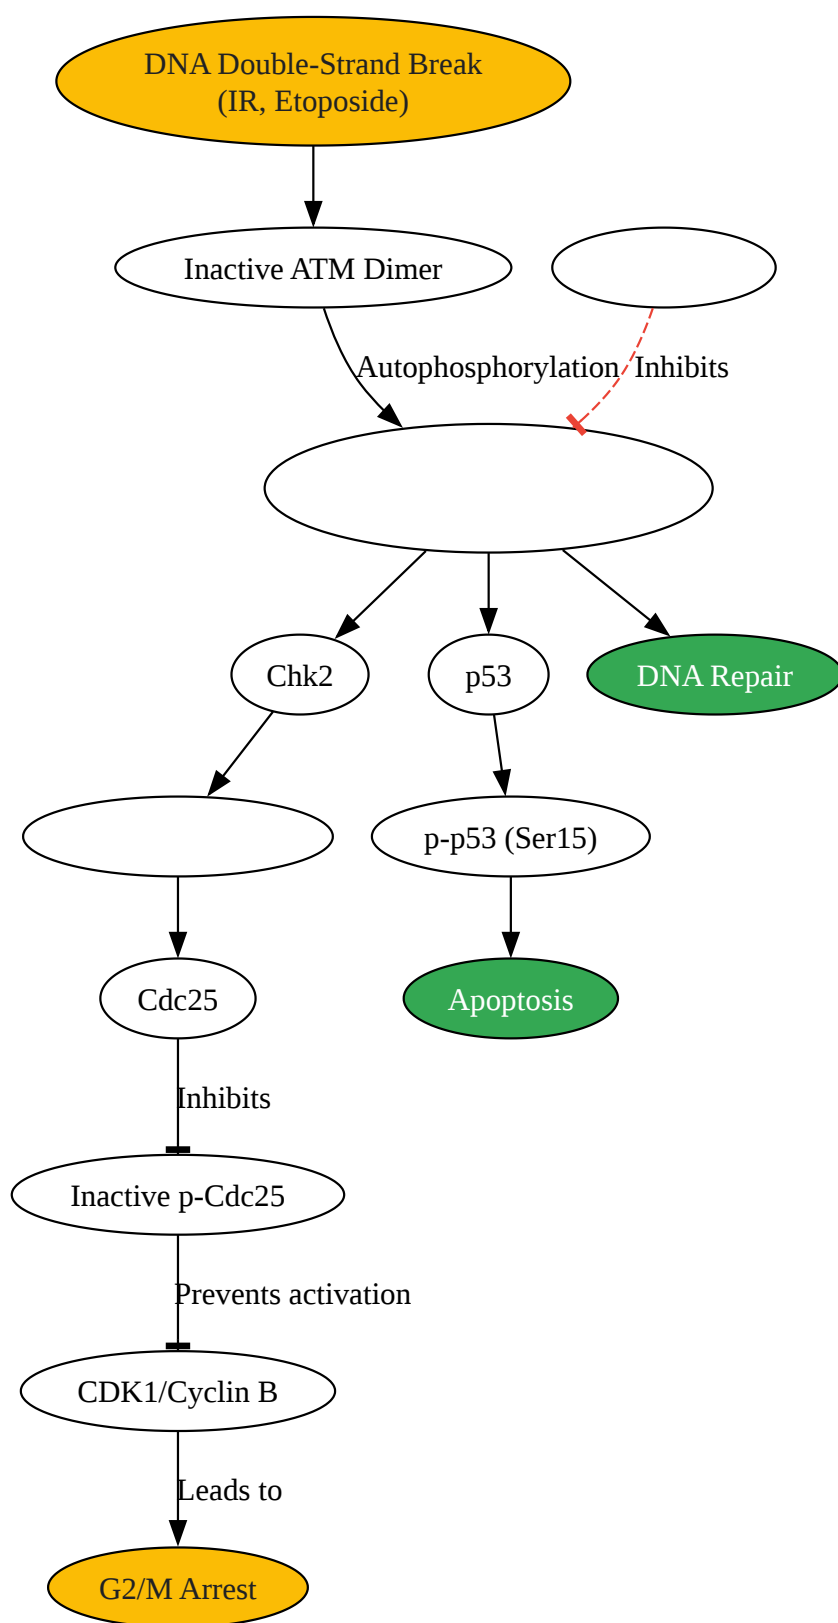 DNA Double-Strand Break
(IR, Etoposide)
Inactive ATM Dimer
Autophosphorylation
Inhibits
Chk2
p53
DNA Repair
p-p53 (Ser15)
Cdc25
Apoptosis
Inhibits
Inactive p-Cdc25
Prevents activation
CDK1/Cyclin B
Leads to
G2/M Arrest